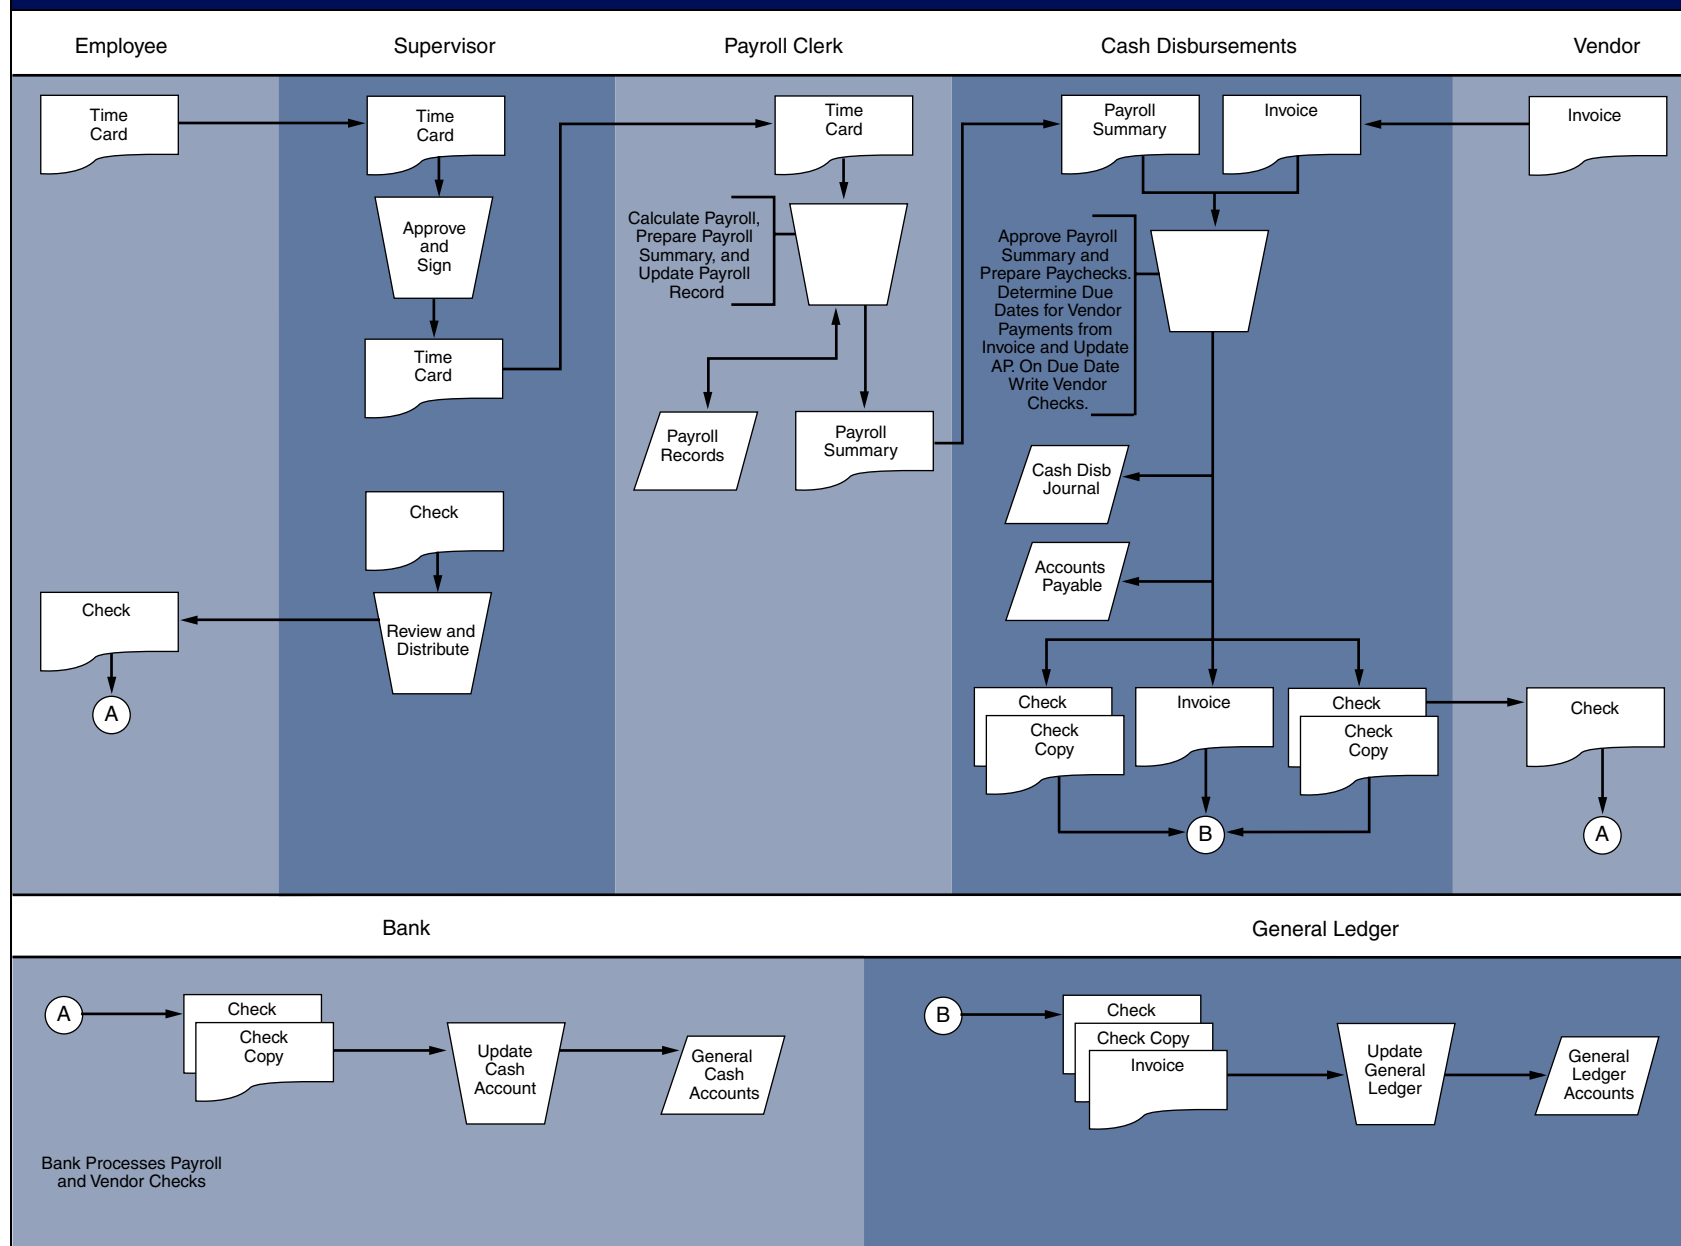 Employee
Supervisor
Payroll Clerk
Cash Disbursements
Vendor
Time
Card
Time
Card
Approve
and
Sign
Time
Card
Time
Card
Calculate Payroll,
Prepare Payroll
Summary, and
Update Payroll
Record
Payroll
Records
Payroll
Summary
Payroll
Summary
Invoice
Invoice
Approve Payroll
Summary and
Prepare Paychecks.
Determine Due
Dates for Vendor
Payments from
Invoice and Update
AP. On Due Date
Write Vendor
Checks.
Cash Disb
Journal
Accounts
Payable
Check
Review and
Distribute
Check
A
Check
Check
Copy
Invoice
Check
Check
Copy
B
Check
A
Bank
General Ledger
A
Check
Check
Copy
Update
Cash
Account
General
Cash
Accounts
Bank Processes Payroll
and Vendor Checks
B
Check
Check Copy
Invoice
Update
General
Ledger
General
Ledger
Accounts